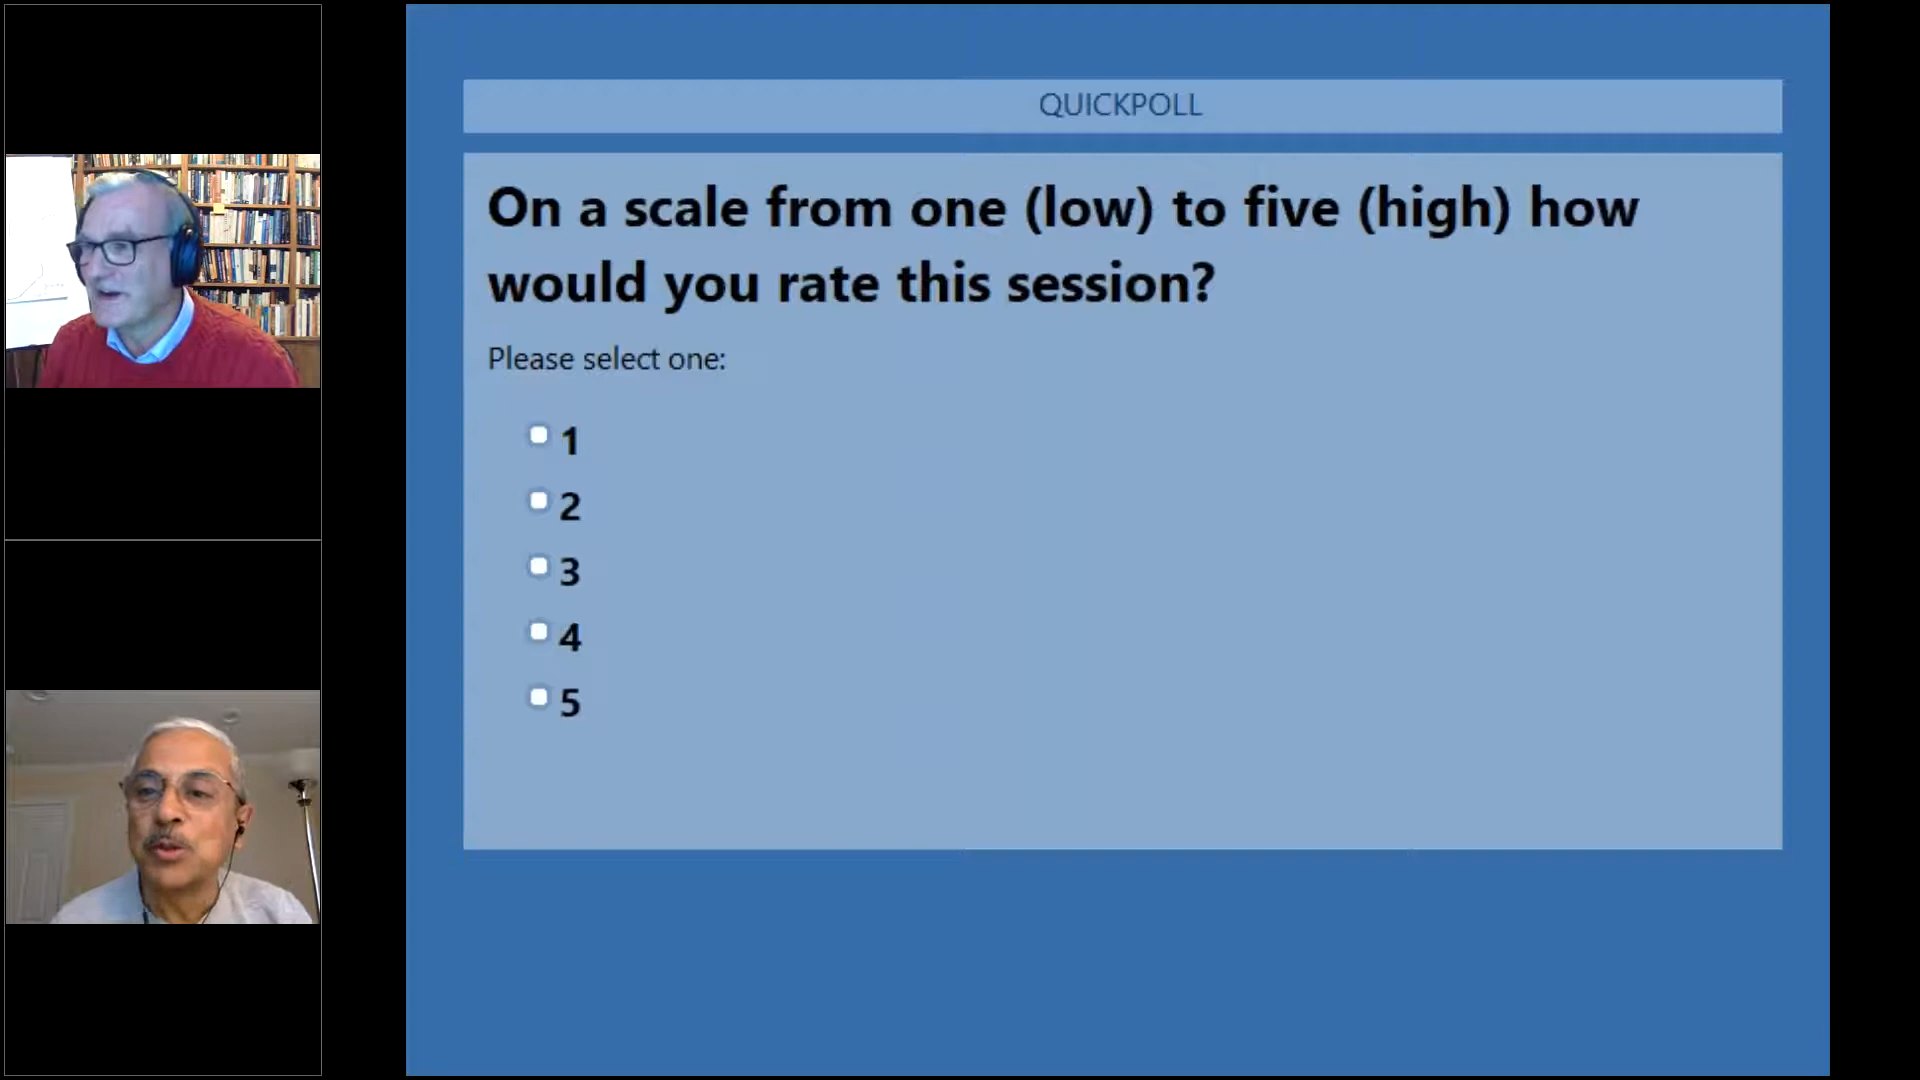 QUICKPOLL
On a scale from one (low) to five (high) how
would you rate this session?
Please select one:
1
2
3
4
5